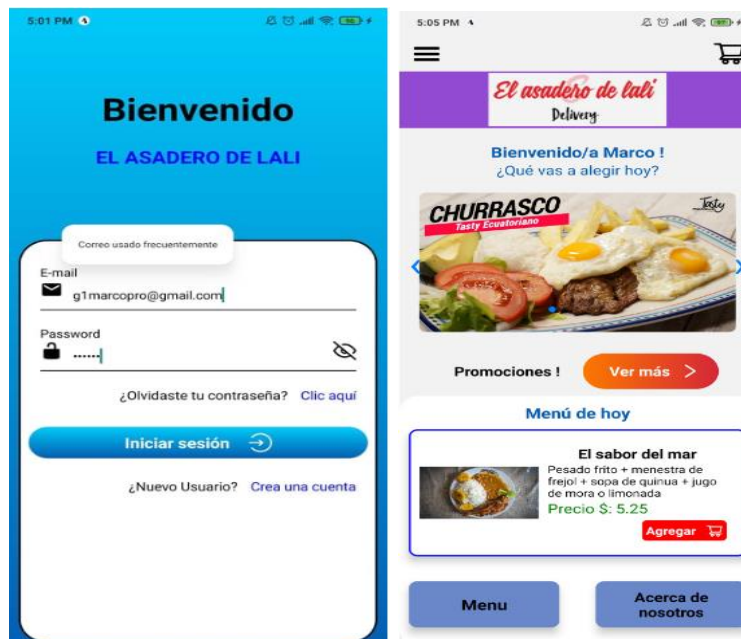 5:01 PM
Bienvenido
EL ASADERO DE LALI
Correo usado frecuentemente
E-mail
g1marcopro@gmail.com
Password
¿Olvidaste tu contraseña? Clic aquí
Iniciar sesión
¿Nuevo Usuario? Crea una cuenta
5:05 PM
El asadero de lali
Delivery
Bienvenido/a Marco !
¿Qué vas a alegir hoy?
CHURRASCO
Tasty Ecuatoriano
Tasty
Promociones !
Ver más >
Menú de hoy
El sabor del mar
Pesado frito + menestra de
frejol + sopa de quinua + jugo
de mora o limonada
Precio $: 5.25
Agregar
Menu
Acerca de
nosotros